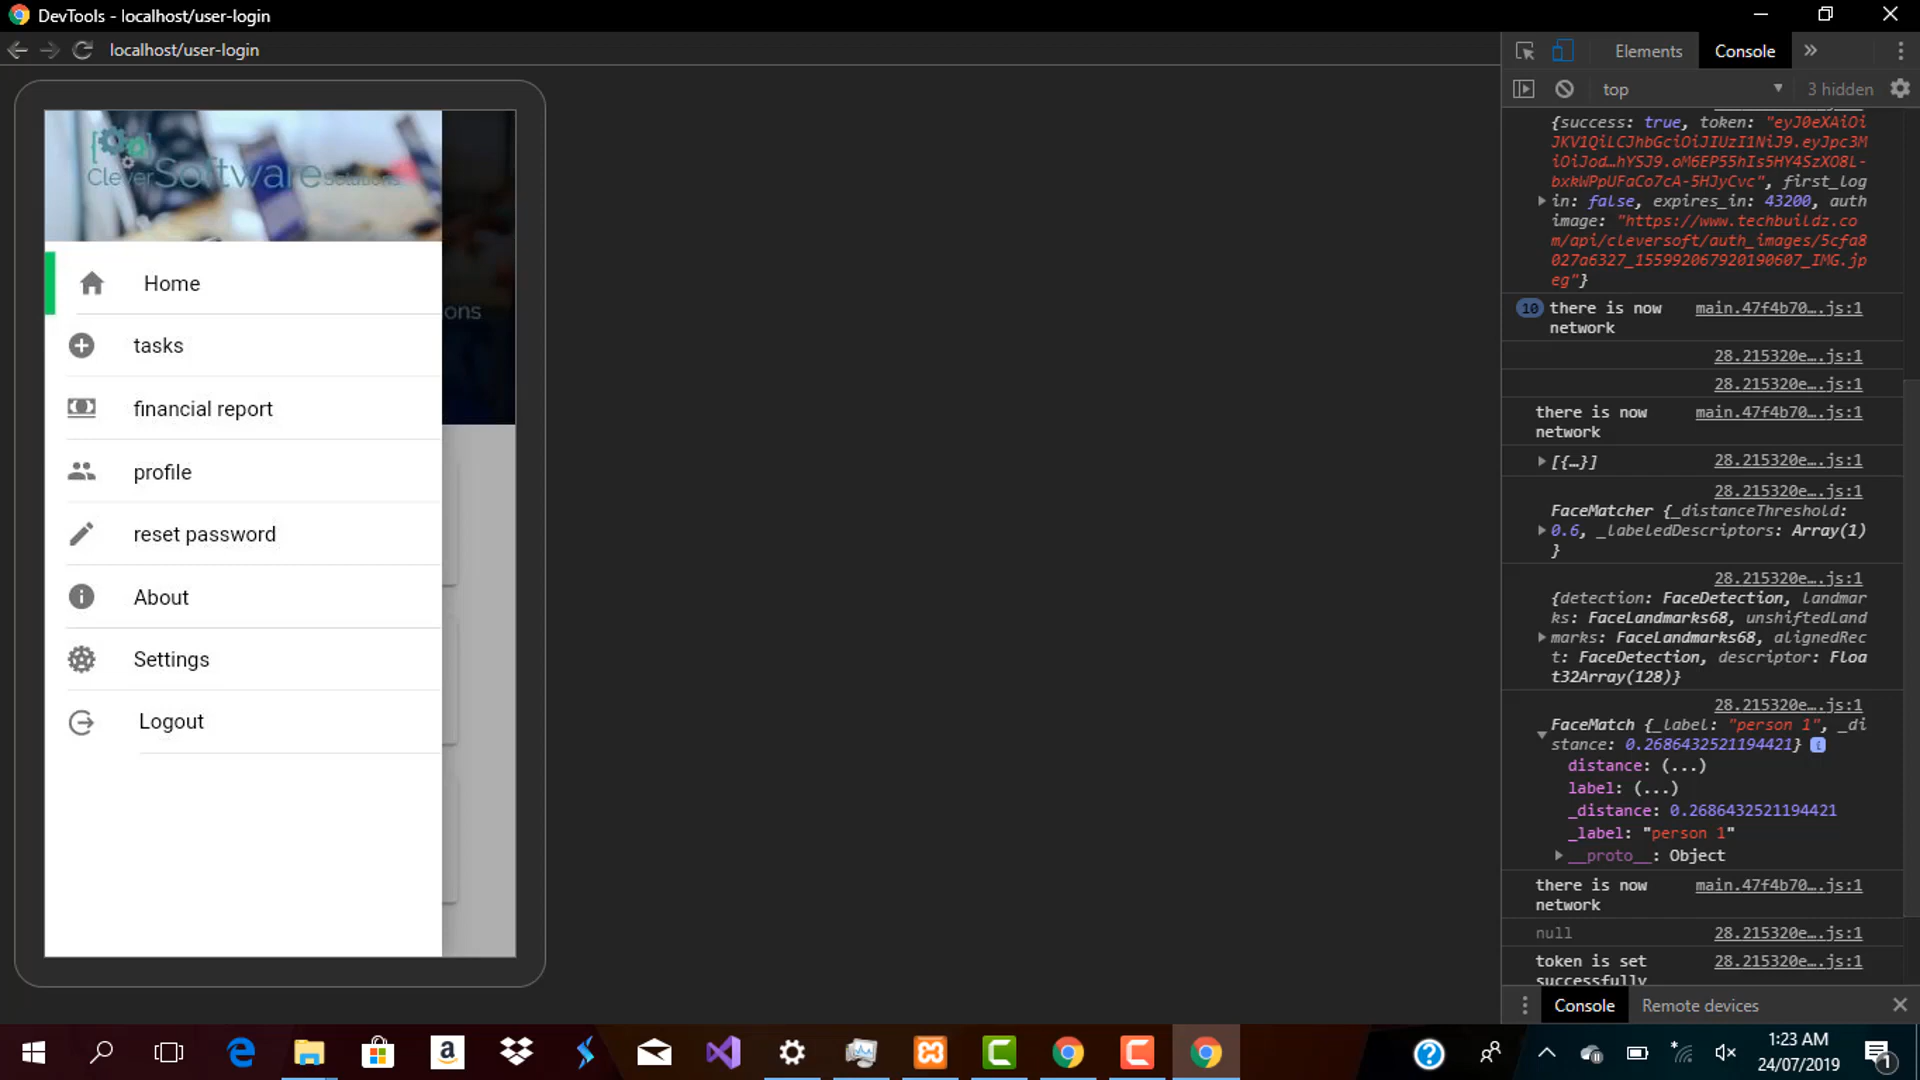 DevTools - localhost/user-login
localhost/user-login
Clever Software Solutions
ons
Home
tasks
financial report
profile
reset password
About
Settings
Logout
Elements
Console
»
top
3 hidden
{success: true, token: "eyJ0eXAiOi
JKV1QiLCJhbGciOiJIUzI1NiJ9.eyJpc3M
iOiJod…hYSJ9.oM6EP55hIs5HY4SzXO8L-
bxkWPpUFaCo7cA-5HJyCvc", first_log
in: false, expires_in: 43200, auth
image: "https://www.techbuildz.co
m/api/cleversoft/auth_images/5cfa8
027a6327_155992067920190607_IMG.jp
eg"}
10 there is now main.47f4b70….js:1
network
28.215320e….js:1
28.215320e….js:1
there is now main.47f4b70….js:1
network
[{…}] 28.215320e….js:1
28.215320e….js:1
FaceMatcher {_distanceThreshold:
0.6, _labeledDescriptors: Array(1)
}
28.215320e….js:1
{detection: FaceDetection, landmar
ks: FaceLandmarks68, unshiftedLand
marks: FaceLandmarks68, alignedRec
t: FaceDetection, descriptor: Floa
t32Array(128)}
28.215320e….js:1
FaceMatch {_label: "person 1", _di
stance: 0.2686432521194421} i
distance: (...)
label: (...)
_distance: 0.2686432521194421
_label: "person 1"
__proto__: Object
there is now main.47f4b70….js:1
network
null 28.215320e….js:1
token is set 28.215320e….js:1
successfully
Console
Remote devices
1:23 AM
24/07/2019
1